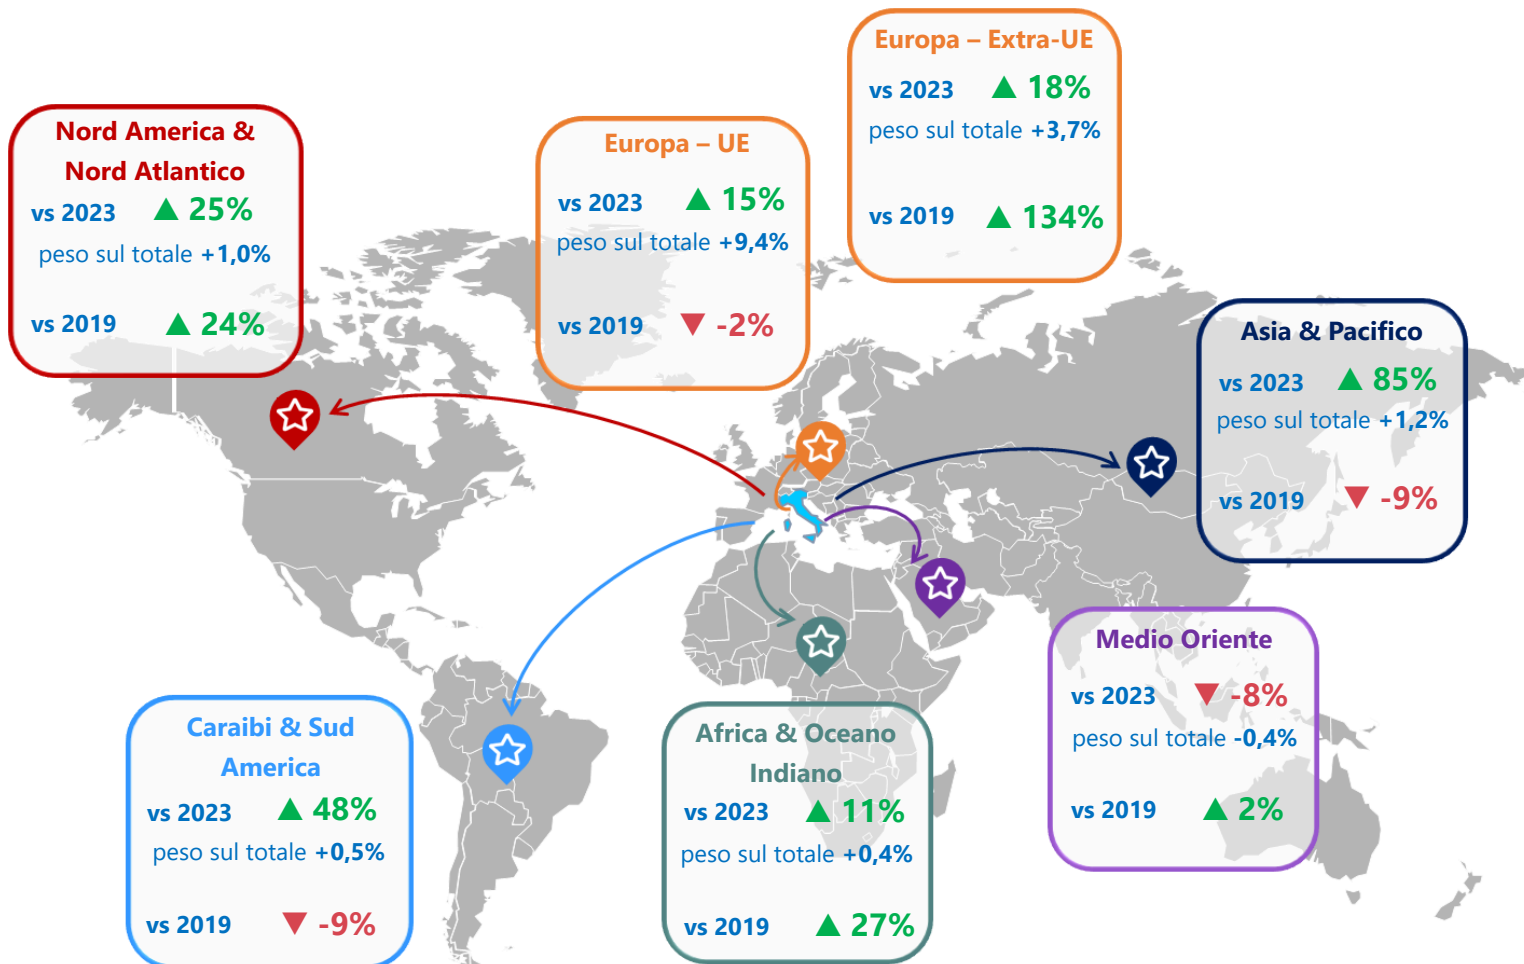 Europa – Extra-UE
vs 2023 ▲ 18%
peso sul totale +3,7%
vs 2019 ▲ 134%
Nord America &
Nord Atlantico
vs 2023 ▲ 25%
peso sul totale +1,0%
vs 2019 ▲ 24%
Europa – UE
vs 2023 ▲ 15%
peso sul totale +9,4%
vs 2019 ▼ -2%
Asia & Pacifico
vs 2023 ▲ 85%
peso sul totale +1,2%
vs 2019 ▼ -9%
Medio Oriente
vs 2023 ▼ -8%
peso sul totale -0,4%
vs 2019 ▲ 2%
Caraibi & Sud
America
vs 2023 ▲ 48%
peso sul totale +0,5%
vs 2019 ▼ -9%
Africa & Oceano
Indiano
vs 2023 ▲ 11%
peso sul totale +0,4%
vs 2019 ▲ 27%